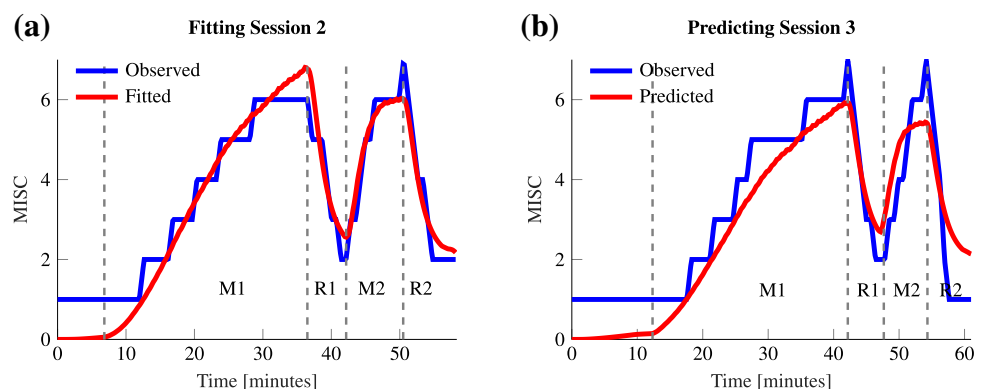 (a) Fitting Session 2
Observed
Fitted
MISC
6
4
2
0
M1 R1 M2 R2
0 10 20 30 40 50
Time [minutes]
(b) Predicting Session 3
Observed
Predicted
MISC
6
4
2
0
M1 R1 M2 R2
0 10 20 30 40 50 60
Time [minutes]